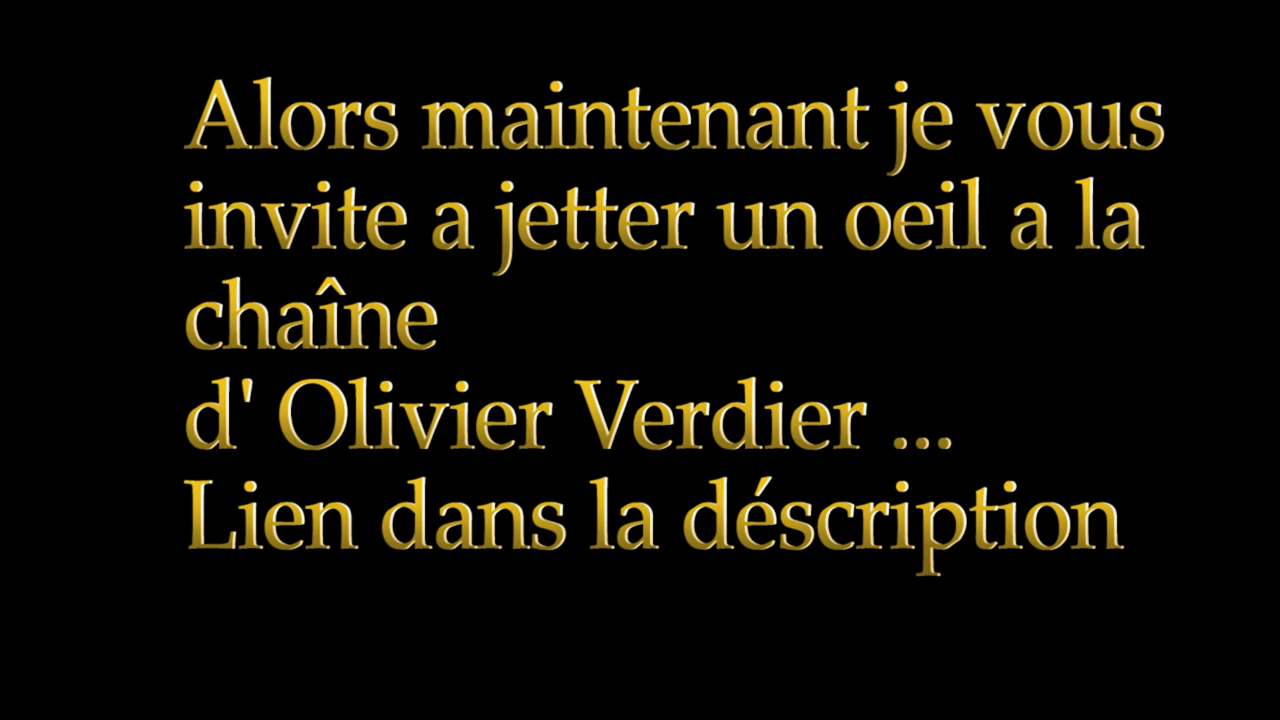 Alors maintenant je vous
invite a jetter un oeil a la
chaîne
d' Olivier Verdier ...
Lien dans la déscription